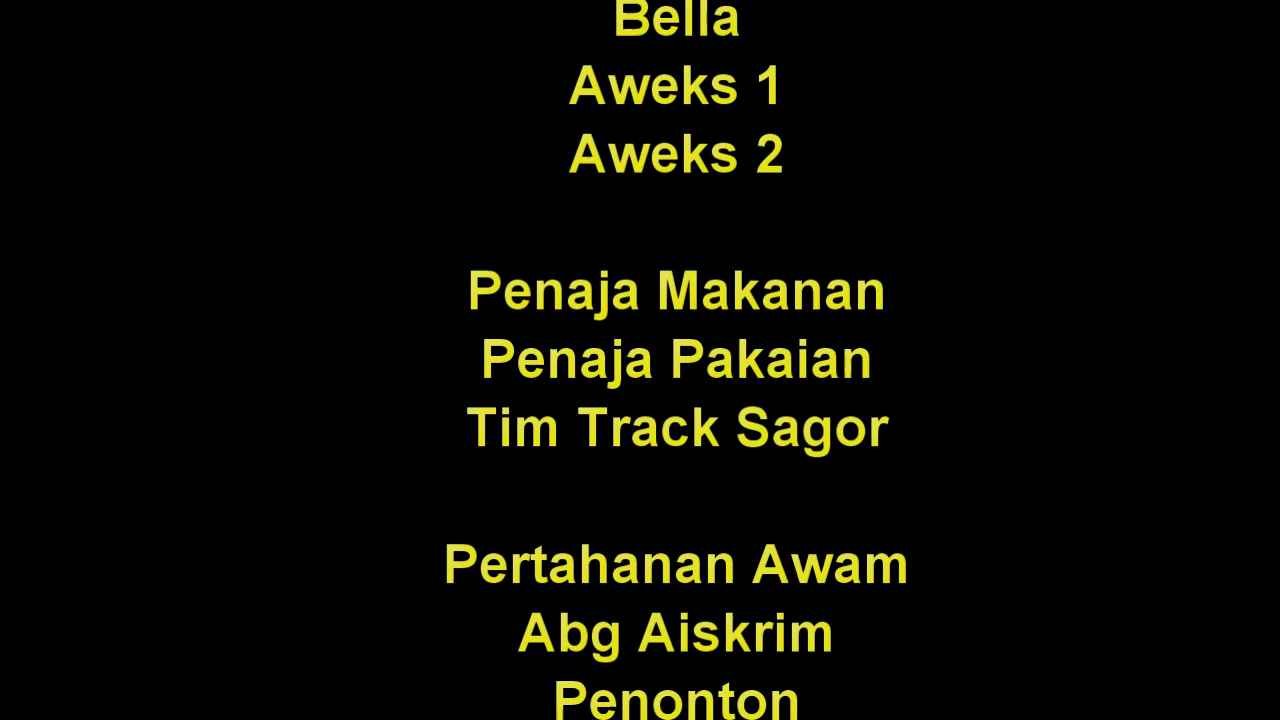 Bella
Aweks 1
Aweks 2
Penaja Makanan
Penaja Pakaian
Tim Track Sagor
Pertahanan Awam
Abg Aiskrim
Penonton